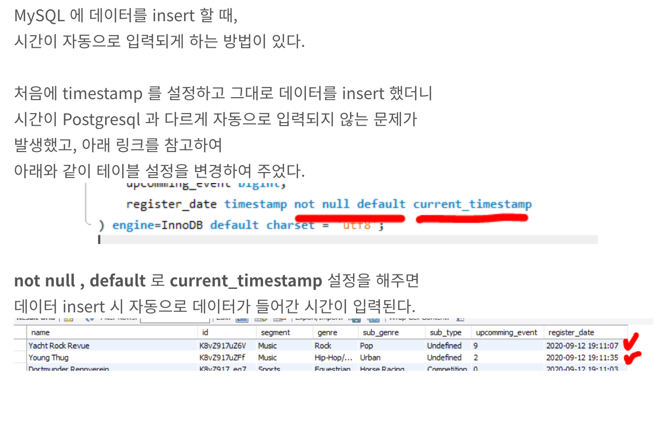 MySQL 에 데이터를 insert 할 때,
시간이 자동으로 입력되게 하는 방법이 있다.
처음에 timestamp 를 설정하고 그대로 데이터를 insert 했더니
시간이 Postgresql 과 다르게 자동으로 입력되지 않는 문제가
발생했고, 아래 링크를 참고하여
아래와 같이 테이블 설정을 변경하여 주었다.
upcomming_event bigint,
register_date timestamp not null default current_timestamp
) engine=InnoDB default charset = 'utf8';
not null , default 로 current_timestamp 설정을 해주면
데이터 insert 시 자동으로 데이터가 들어간 시간이 입력된다.
name id segment genre sub_genre sub_type upcomming_event register_date
Yacht Rock Revue K8vZ917uZ6V Music Rock Pop Undefined 9 2020-09-12 19:11:07
Young Thug K8vZ917uZFf Music Hip-Hop/... Urban Undefined 2 2020-09-12 19:11:35
Dortmunder Rennverein Sports Equestrian Horse Racing Competition 0 2020-09-12 19:11:03